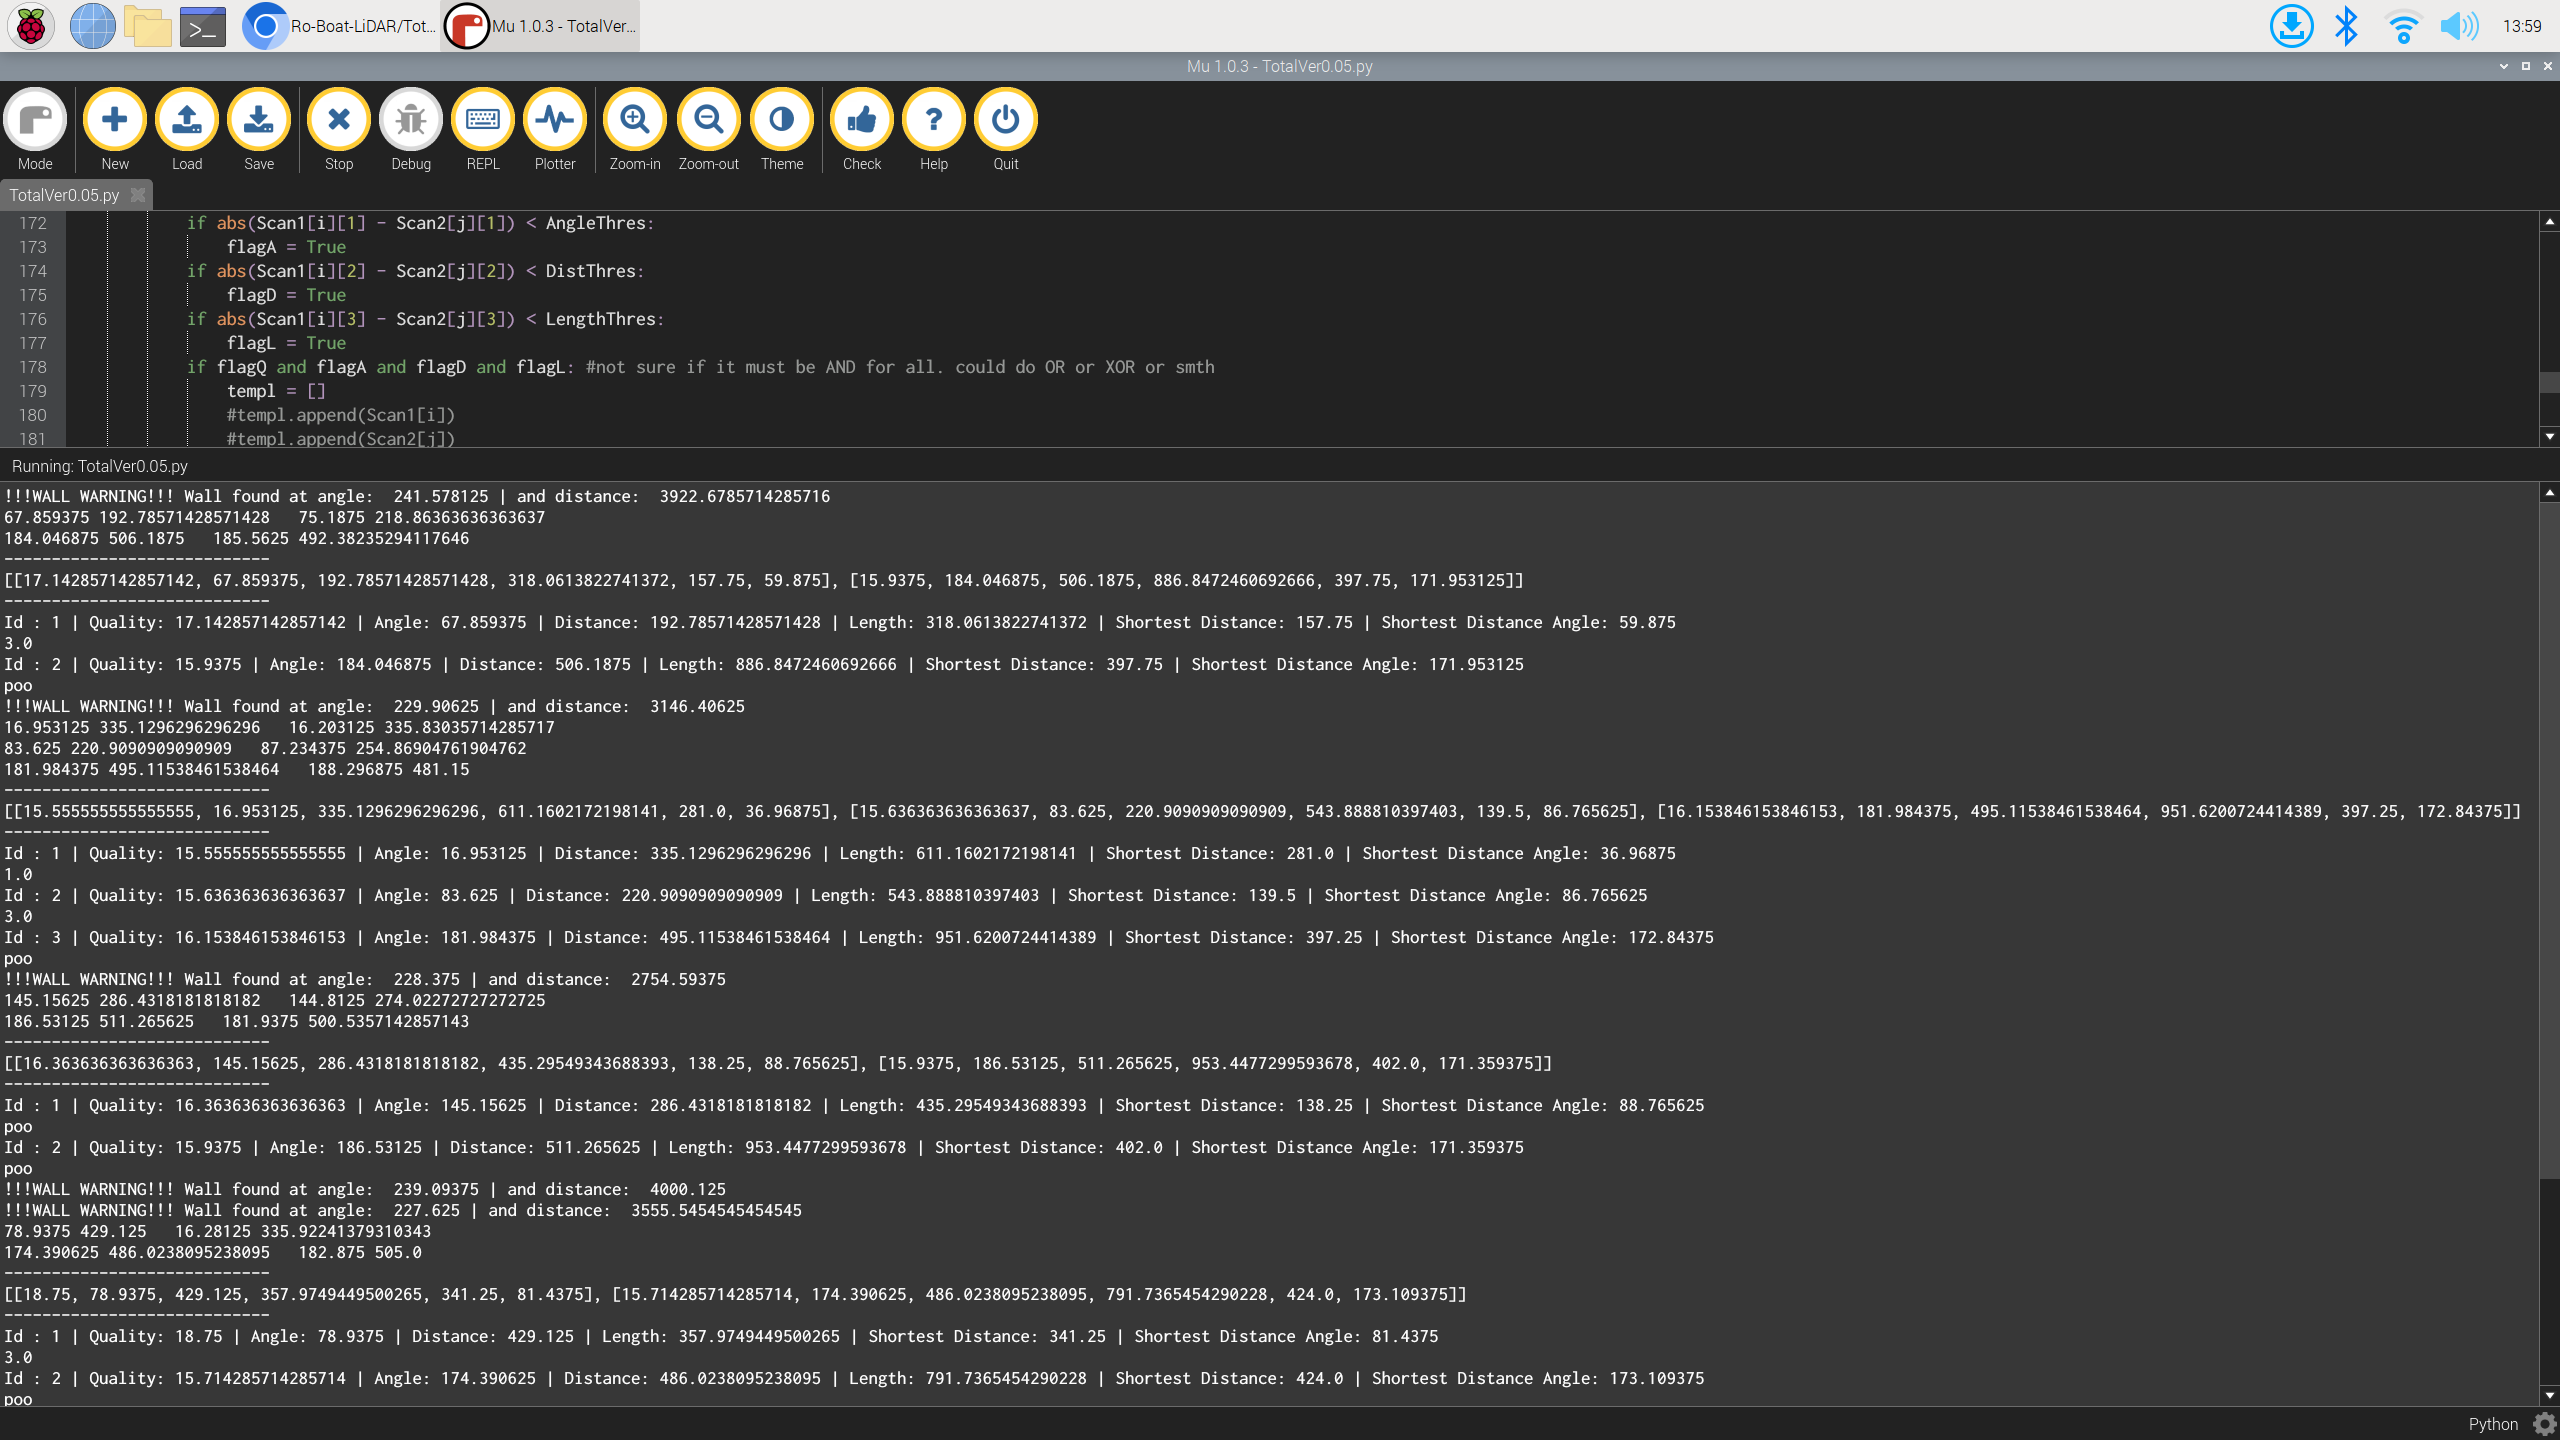 Ro-Boat-LiDAR/Tot... Mu 1.0.3 - TotalVer... 13:59
Mu 1.0.3 - TotalVer0.05.py
Mode New Load Save Stop Debug REPL Plotter Zoom-in Zoom-out Theme Check Help Quit
TotalVer0.05.py
172 if abs(Scan1[i][1] - Scan2[j][1]) < AngleThres:
173 flagA = True
174 if abs(Scan1[i][2] - Scan2[j][2]) < DistThres:
175 flagD = True
176 if abs(Scan1[i][3] - Scan2[j][3]) < LengthThres:
177 flagL = True
178 if flagQ and flagA and flagD and flagL: #not sure if it must be AND for all. could do OR or XOR or smth
179 templ = []
180 #templ.append(Scan1[i])
181 #templ.append(Scan2[j])
Running: TotalVer0.05.py
!!!WALL WARNING!!! Wall found at angle:  241.578125 | and distance:  3922.6785714285716
67.859375 192.78571428571428   75.1875 218.86363636363637
184.046875 506.1875   185.5625 492.38235294117646
----------------------------
[[17.142857142857142, 67.859375, 192.78571428571428, 318.0613822741372, 157.75, 59.875], [15.9375, 184.046875, 506.1875, 886.8472460692666, 397.75, 171.953125]]
----------------------------
Id : 1 | Quality: 17.142857142857142 | Angle: 67.859375 | Distance: 192.78571428571428 | Length: 318.0613822741372 | Shortest Distance: 157.75 | Shortest Distance Angle: 59.875
3.0
Id : 2 | Quality: 15.9375 | Angle: 184.046875 | Distance: 506.1875 | Length: 886.8472460692666 | Shortest Distance: 397.75 | Shortest Distance Angle: 171.953125
poo
!!!WALL WARNING!!! Wall found at angle:  229.90625 | and distance:  3146.40625
16.953125 335.1296296296296   16.203125 335.83035714285717
83.625 220.9090909090909   87.234375 254.86904761904762
181.984375 495.11538461538464   188.296875 481.15
----------------------------
[[15.555555555555555, 16.953125, 335.1296296296296, 611.1602172198141, 281.0, 36.96875], [15.636363636363637, 83.625, 220.9090909090909, 543.888810397403, 139.5, 86.765625], [16.153846153846153, 181.984375, 495.11538461538464, 951.6200724414389, 397.25, 172.84375]]
----------------------------
Id : 1 | Quality: 15.555555555555555 | Angle: 16.953125 | Distance: 335.1296296296296 | Length: 611.1602172198141 | Shortest Distance: 281.0 | Shortest Distance Angle: 36.96875
1.0
Id : 2 | Quality: 15.636363636363637 | Angle: 83.625 | Distance: 220.9090909090909 | Length: 543.888810397403 | Shortest Distance: 139.5 | Shortest Distance Angle: 86.765625
3.0
Id : 3 | Quality: 16.153846153846153 | Angle: 181.984375 | Distance: 495.11538461538464 | Length: 951.6200724414389 | Shortest Distance: 397.25 | Shortest Distance Angle: 172.84375
poo
!!!WALL WARNING!!! Wall found at angle:  228.375 | and distance:  2754.59375
145.15625 286.4318181818182   144.8125 274.02272727272725
186.53125 511.265625   181.9375 500.5357142857143
----------------------------
[[16.363636363636363, 145.15625, 286.4318181818182, 435.29549343688393, 138.25, 88.765625], [15.9375, 186.53125, 511.265625, 953.4477299593678, 402.0, 171.359375]]
----------------------------
Id : 1 | Quality: 16.363636363636363 | Angle: 145.15625 | Distance: 286.4318181818182 | Length: 435.29549343688393 | Shortest Distance: 138.25 | Shortest Distance Angle: 88.765625
poo
Id : 2 | Quality: 15.9375 | Angle: 186.53125 | Distance: 511.265625 | Length: 953.4477299593678 | Shortest Distance: 402.0 | Shortest Distance Angle: 171.359375
poo
!!!WALL WARNING!!! Wall found at angle:  239.09375 | and distance:  4000.125
!!!WALL WARNING!!! Wall found at angle:  227.625 | and distance:  3555.5454545454545
78.9375 429.125   16.28125 335.92241379310343
174.390625 486.0238095238095   182.875 505.0
----------------------------
[[18.75, 78.9375, 429.125, 357.9749449500265, 341.25, 81.4375], [15.714285714285714, 174.390625, 486.0238095238095, 791.7365454290228, 424.0, 173.109375]]
----------------------------
Id : 1 | Quality: 18.75 | Angle: 78.9375 | Distance: 429.125 | Length: 357.9749449500265 | Shortest Distance: 341.25 | Shortest Distance Angle: 81.4375
3.0
Id : 2 | Quality: 15.714285714285714 | Angle: 174.390625 | Distance: 486.0238095238095 | Length: 791.7365454290228 | Shortest Distance: 424.0 | Shortest Distance Angle: 173.109375
poo
Python